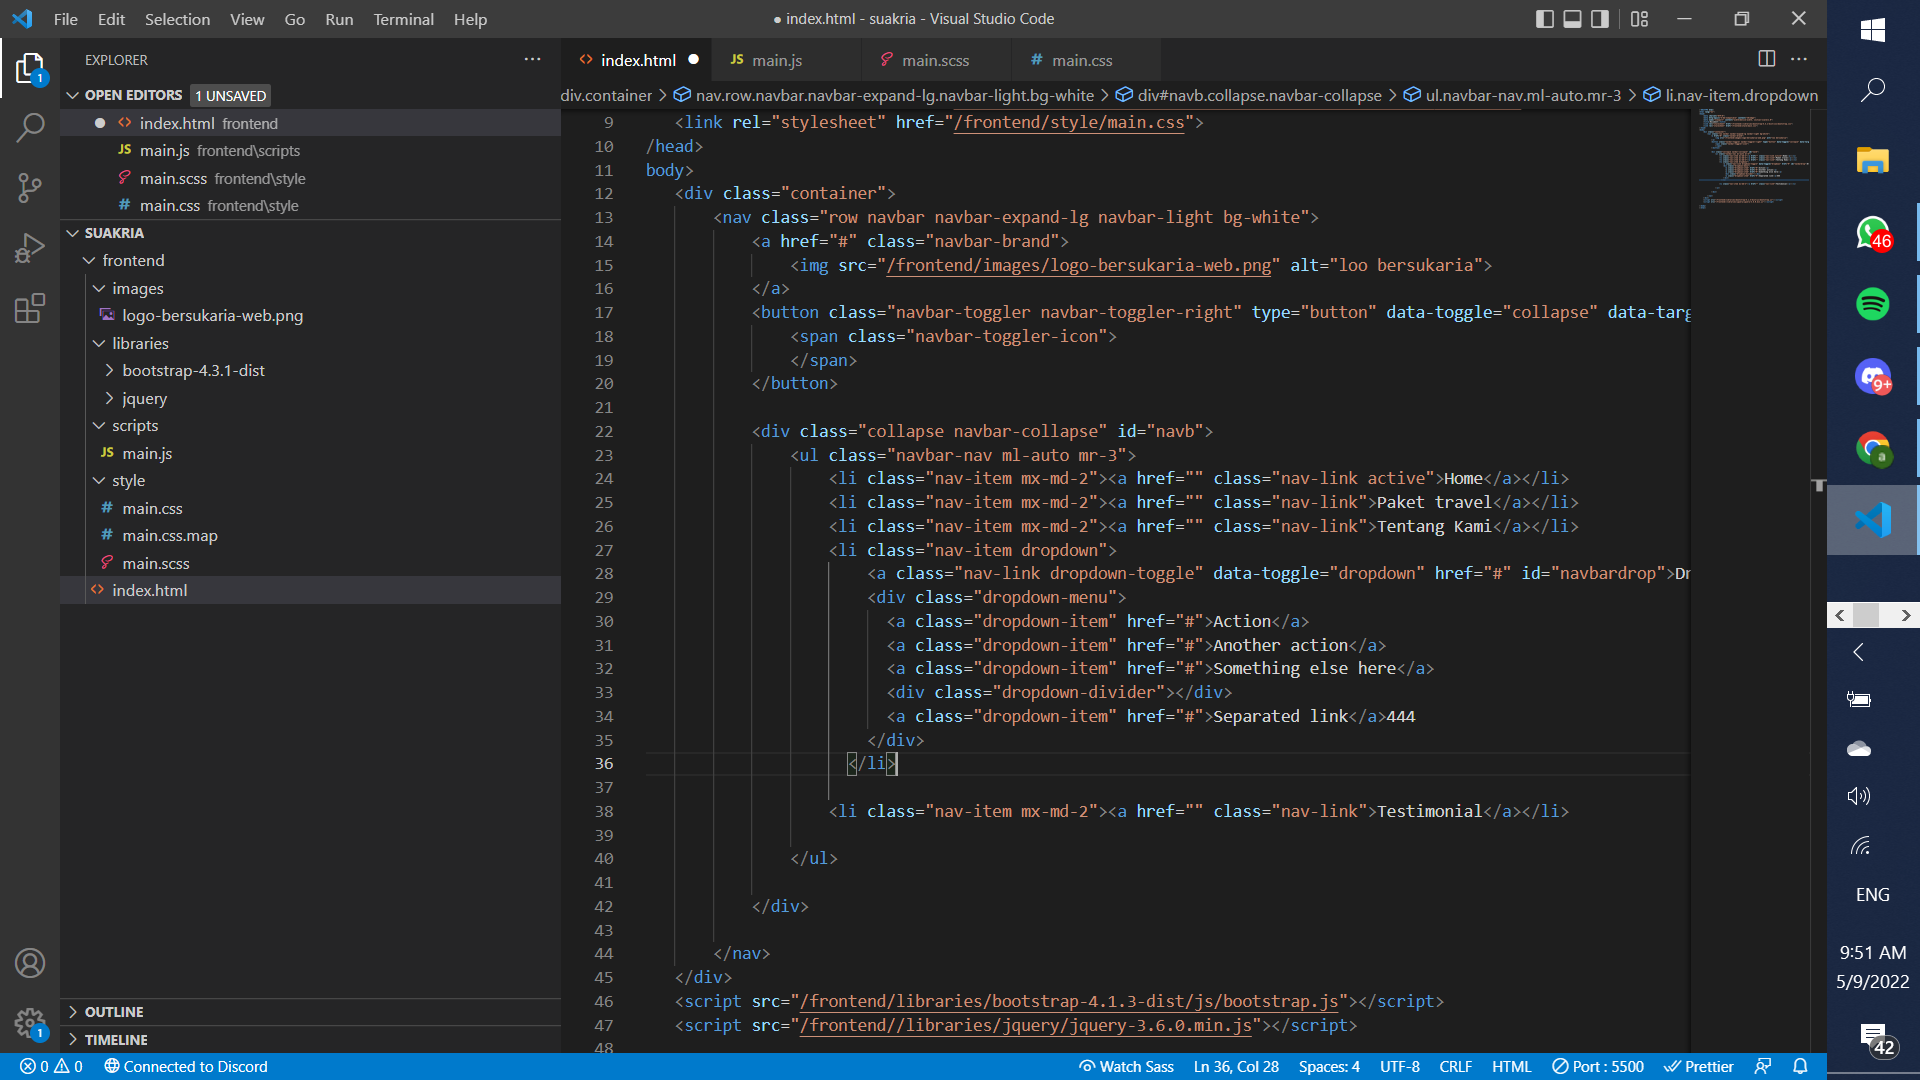 File Edit Selection View Go Run Terminal Help
● index.html - suakria - Visual Studio Code
EXPLORER
OPEN EDITORS 1 UNSAVED
index.html frontend
JS main.js frontend\scripts
main.scss frontend\style
# main.css frontend\style
SUAKRIA
frontend
images
logo-bersukaria-web.png
libraries
bootstrap-4.3.1-dist
jquery
scripts
JS main.js
style
# main.css
# main.css.map
main.scss
<> index.html
OUTLINE
TIMELINE
<> index.html JS main.js main.scss # main.css
div.container > nav.row.navbar.navbar-expand-lg.navbar-light.bg-white > div#navb.collapse.navbar-collapse > ul.navbar-nav.ml-auto.mr-3 > li.nav-item.dropdown
9 <link rel="stylesheet" href="/frontend/style/main.css">
10 /head>
11 body>
12 <div class="container">
13 <nav class="row navbar navbar-expand-lg navbar-light bg-white">
14 <a href="#" class="navbar-brand">
15 <img src="/frontend/images/logo-bersukaria-web.png" alt="loo bersukaria">
16 </a>
17 <button class="navbar-toggler navbar-toggler-right" type="button" data-toggle="collapse" data-targ
18 <span class="navbar-toggler-icon">
19 </span>
20 </button>
21
22 <div class="collapse navbar-collapse" id="navb">
23 <ul class="navbar-nav ml-auto mr-3">
24 <li class="nav-item mx-md-2"><a href="" class="nav-link active">Home</a></li>
25 <li class="nav-item mx-md-2"><a href="" class="nav-link">Paket travel</a></li>
26 <li class="nav-item mx-md-2"><a href="" class="nav-link">Tentang Kami</a></li>
27 <li class="nav-item dropdown">
28 <a class="nav-link dropdown-toggle" data-toggle="dropdown" href="#" id="navbardrop">Dr
29 <div class="dropdown-menu">
30 <a class="dropdown-item" href="#">Action</a>
31 <a class="dropdown-item" href="#">Another action</a>
32 <a class="dropdown-item" href="#">Something else here</a>
33 <div class="dropdown-divider"></div>
34 <a class="dropdown-item" href="#">Separated link</a>444
35 </div>
36 </li>
37
38 <li class="nav-item mx-md-2"><a href="" class="nav-link">Testimonial</a></li>
39
40 </ul>
41
42 </div>
43
44 </nav>
45 </div>
46 <script src="/frontend/libraries/bootstrap-4.1.3-dist/js/bootstrap.js"></script>
47 <script src="/frontend//libraries/jquery/jquery-3.6.0.min.js"></script>
48
0 0 Connected to Discord Watch Sass Ln 36, Col 28 Spaces: 4 UTF-8 CRLF HTML Port : 5500 Prettier
1
1
46
9+
a
ENG
9:51 AM
5/9/2022
42